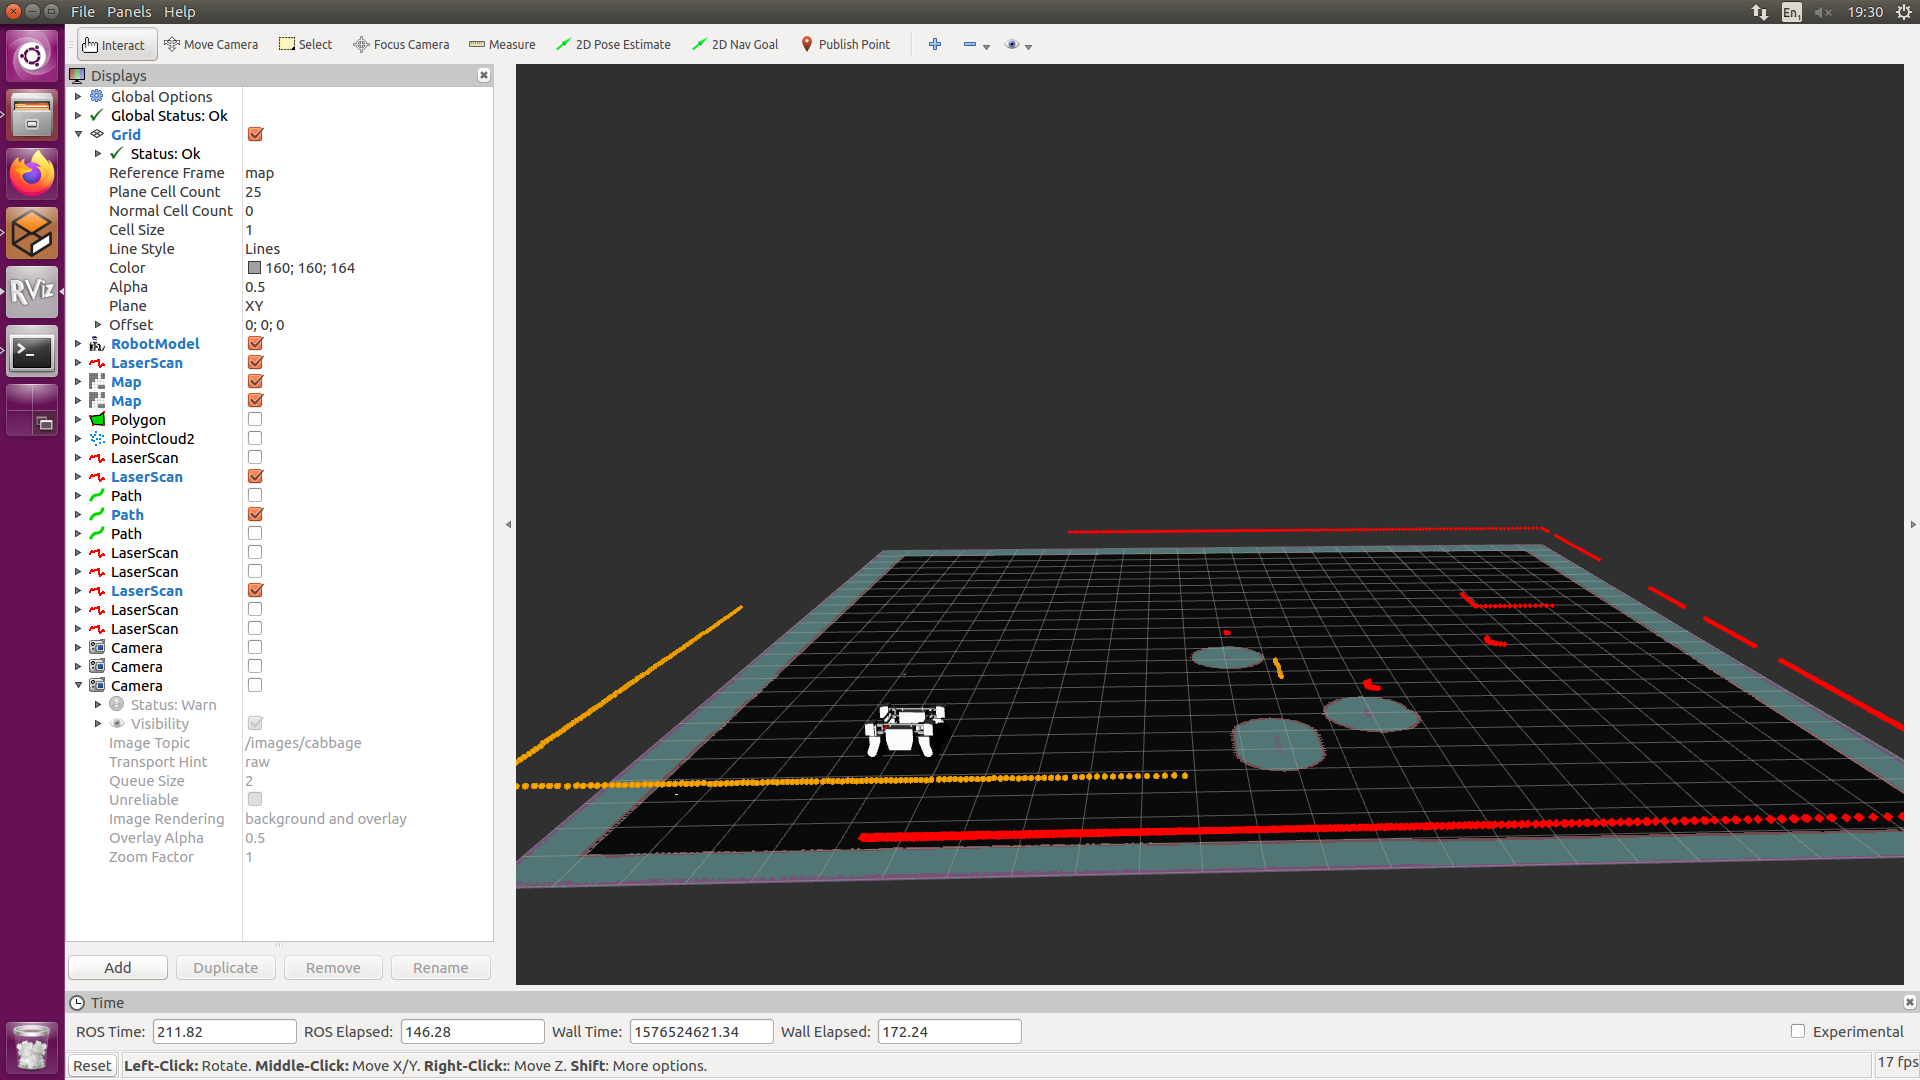 File Panels Help
En1 19:30
Interact Move Camera Select Focus Camera Measure 2D Pose Estimate 2D Nav Goal Publish Point
Displays
Global Options
Global Status: Ok
Grid
Status: Ok
Reference Frame map
Plane Cell Count 25
Normal Cell Count 0
Cell Size 1
Line Style Lines
Color 160; 160; 164
Alpha 0.5
Plane XY
Offset 0; 0; 0
RobotModel
LaserScan
Map
Map
Polygon
PointCloud2
LaserScan
LaserScan
Path
Path
Path
LaserScan
LaserScan
LaserScan
LaserScan
LaserScan
Camera
Camera
Camera
Status: Warn
Visibility
Image Topic /images/cabbage
Transport Hint raw
Queue Size 2
Unreliable
Image Rendering background and overlay
Overlay Alpha 0.5
Zoom Factor 1
RViz
Add Duplicate Remove Rename
Time
ROS Time: 211.82 ROS Elapsed: 146.28 Wall Time: 1576524621.34 Wall Elapsed: 172.24 Experimental
Reset Left-Click: Rotate. Middle-Click: Move X/Y. Right-Click:: Move Z. Shift: More options. 17 fps